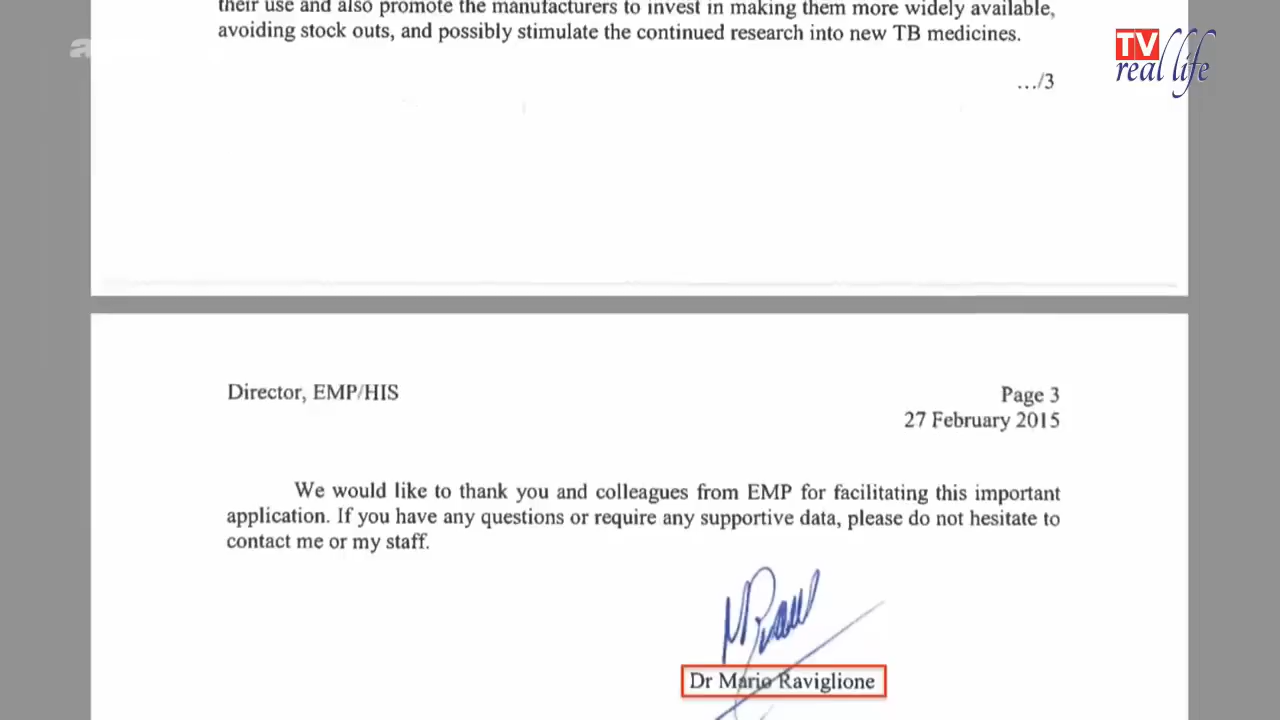 their use and also promote the manufacturers to invest in making them more widely available,
avoiding stock outs, and possibly stimulate the continued research into new TB medicines.
.../3
TV
real life
Director, EMP/HIS
Page 3
27 February 2015
We would like to thank you and colleagues from EMP for facilitating this important
application. If you have any questions or require any supportive data, please do not hesitate to
contact me or my staff.
Dr Mario Raviglione